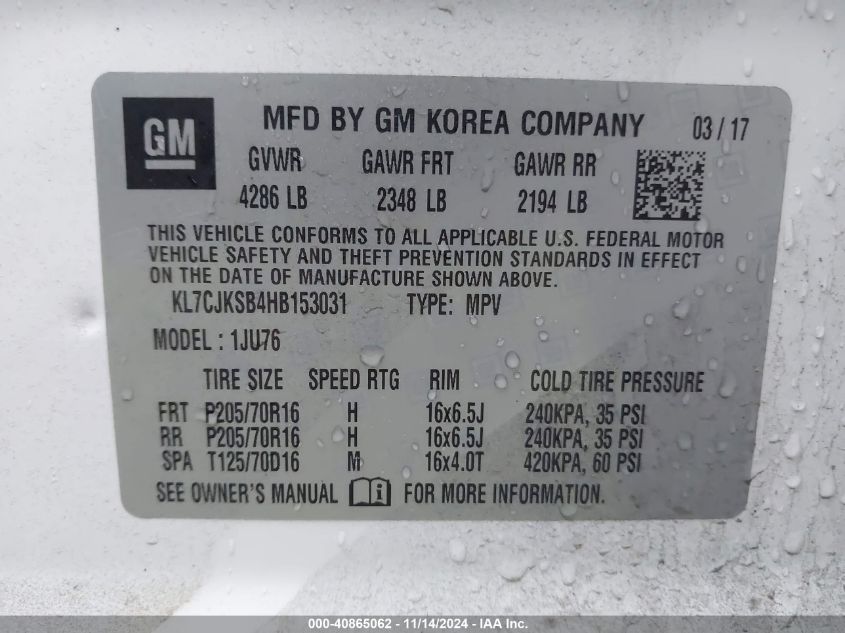 GM
MFD BY GM KOREA COMPANY 03 / 17
GVWR GAWR FRT GAWR RR
4286 LB 2348 LB 2194 LB
THIS VEHICLE CONFORMS TO ALL APPLICABLE U.S. FEDERAL MOTOR
VEHICLE SAFETY AND THEFT PREVENTION STANDARDS IN EFFECT
ON THE DATE OF MANUFACTURE SHOWN ABOVE.
KL7CJKSB4HB153031 TYPE: MPV
MODEL : 1JU76
TIRE SIZE SPEED RTG RIM COLD TIRE PRESSURE
FRT P205/70R16 H 16x6.5J 240KPA, 35 PSI
RR P205/70R16 H 16x6.5J 240KPA, 35 PSI
SPA T125/70D16 M 16x4.0T 420KPA, 60 PSI
SEE OWNER'S MANUAL i FOR MORE INFORMATION.
000-40865062 - 11/14/2024 - IAA Inc.